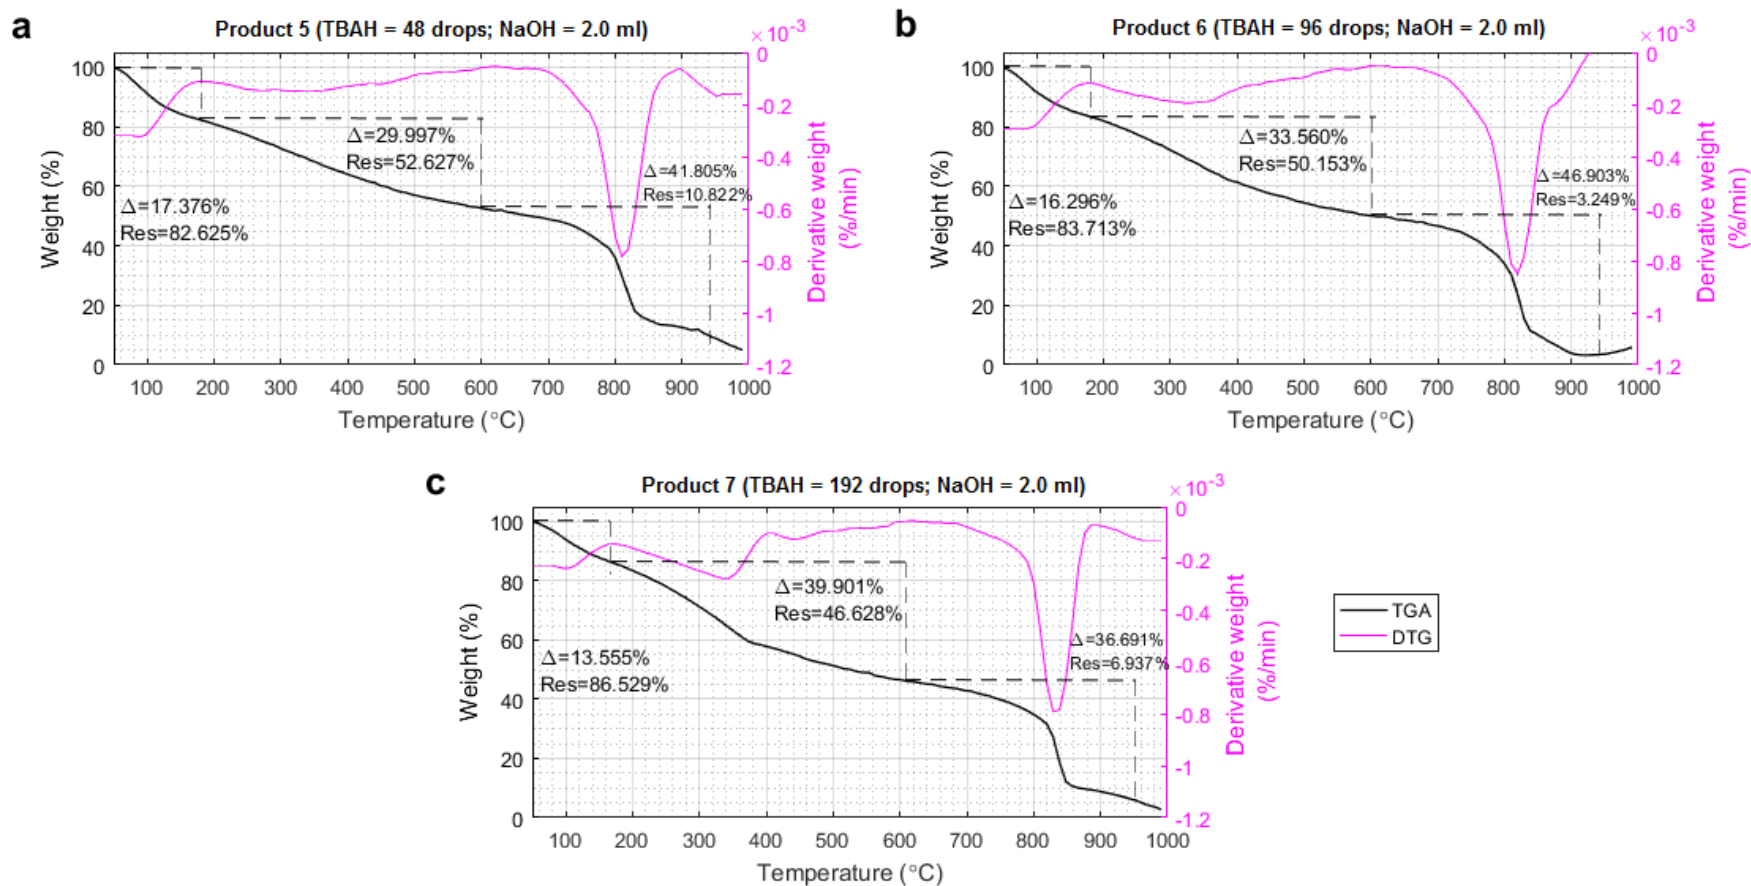 a
Product 5 (TBAH = 48 drops; NaOH = 2.0 ml)
×10⁻³
100
80
60
40
20
0
Weight (%)
Δ=17.376%
Res=82.625%
Δ=29.997%
Res=52.627%
Δ=41.805%
Res=10.822%
0
-0.2
-0.4
-0.6
-0.8
-1
-1.2
Derivative weight
(%/min)
100 200 300 400 500 600 700 800 900 1000
Temperature (°C)
b
Product 6 (TBAH = 96 drops; NaOH = 2.0 ml)
×10⁻³
100
80
60
40
20
0
Weight (%)
Δ=16.296%
Res=83.713%
Δ=33.560%
Res=50.153%
Δ=46.903%
Res=3.249%
0
-0.2
-0.4
-0.6
-0.8
-1
-1.2
Derivative weight
(%/min)
100 200 300 400 500 600 700 800 900 1000
Temperature (°C)
c
Product 7 (TBAH = 192 drops; NaOH = 2.0 ml)
×10⁻³
100
80
60
40
20
0
Weight (%)
Δ=13.555%
Res=86.529%
Δ=39.901%
Res=46.628%
Δ=36.691%
Res=6.937%
0
-0.2
-0.4
-0.6
-0.8
-1
-1.2
Derivative weight
(%/min)
100 200 300 400 500 600 700 800 900 1000
Temperature (°C)
TGA
DTG